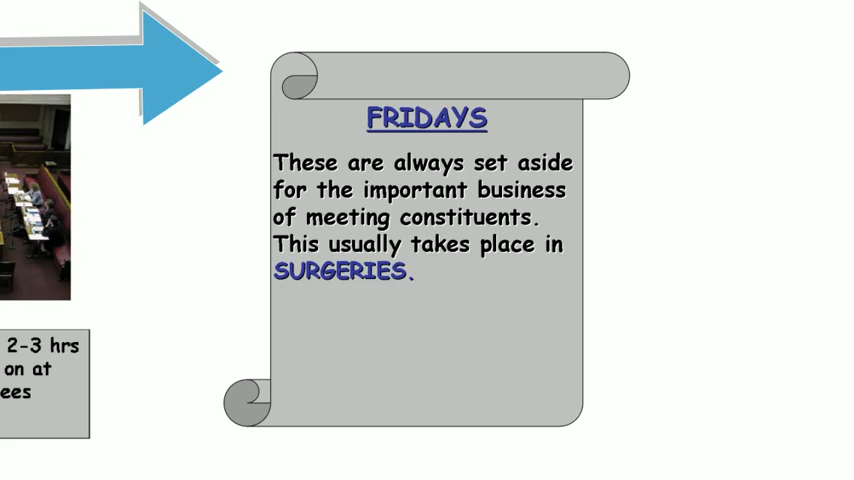 FRIDAYS
These are always set aside
for the important business
of meeting constituents.
This usually takes place in
SURGERIES.
2-3 hrs
on at
ees